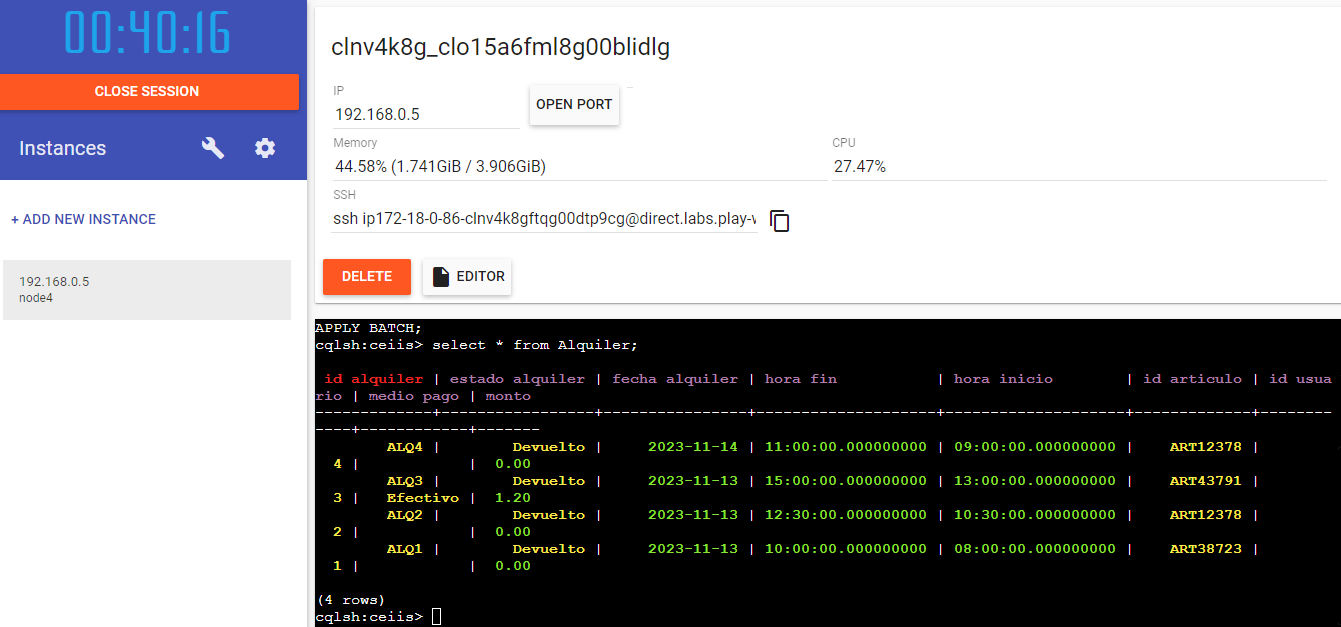 00:40:16
CLOSE SESSION
Instances
+ ADD NEW INSTANCE
192.168.0.5
node4
clnv4k8g_clo15a6fml8g00blidlg
IP
192.168.0.5
OPEN PORT
Memory
44.58% (1.741GiB / 3.906GiB)
CPU
27.47%
SSH
ssh ip172-18-0-86-clnv4k8gftqg00dtp9cg@direct.labs.play-w
DELETE
EDITOR
APPLY BATCH;
cqlsh:ceiis> select * from Alquiler;
id alquiler | estado alquiler | fecha alquiler | hora fin | hora inicio | id articulo | id usua
rio | medio pago | monto
-------------+-----------------+----------------+--------------------+--------------------+-------------+--------
----+------------+-------
ALQ4 | Devuelto | 2023-11-14 | 11:00:00.000000000 | 09:00:00.000000000 | ART12378 |
4 | | 0.00
ALQ3 | Devuelto | 2023-11-13 | 15:00:00.000000000 | 13:00:00.000000000 | ART43791 |
3 | Efectivo | 1.20
ALQ2 | Devuelto | 2023-11-13 | 12:30:00.000000000 | 10:30:00.000000000 | ART12378 |
2 | | 0.00
ALQ1 | Devuelto | 2023-11-13 | 10:00:00.000000000 | 08:00:00.000000000 | ART38723 |
1 | | 0.00
(4 rows)
cqlsh:ceiis>